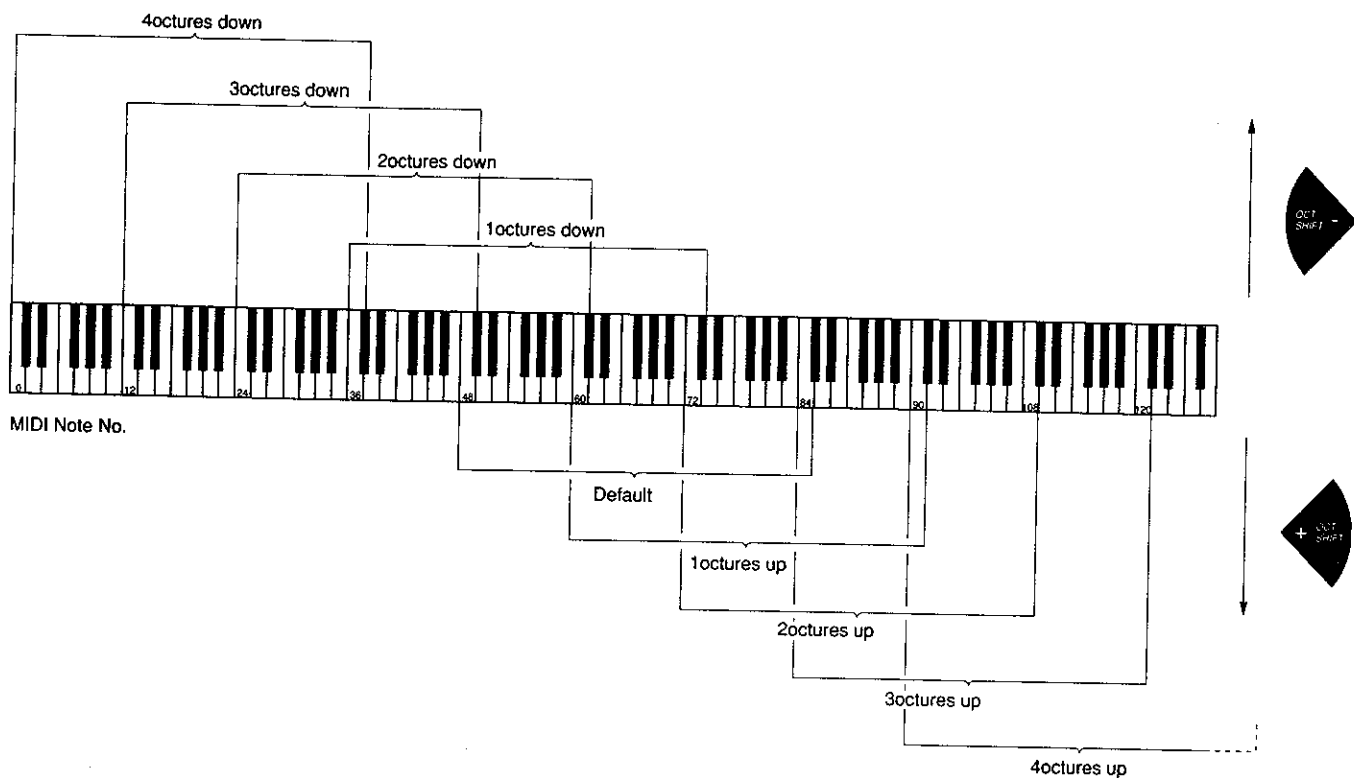 4octures down
3octures down
2octures down
1octures down
OCT
SHIFT -
0 12 24 36 48 60 72 84 90 108 120
MIDI Note No.
Default
+ OCT
SHIFT
1octures up
2octures up
3octures up
4octures up